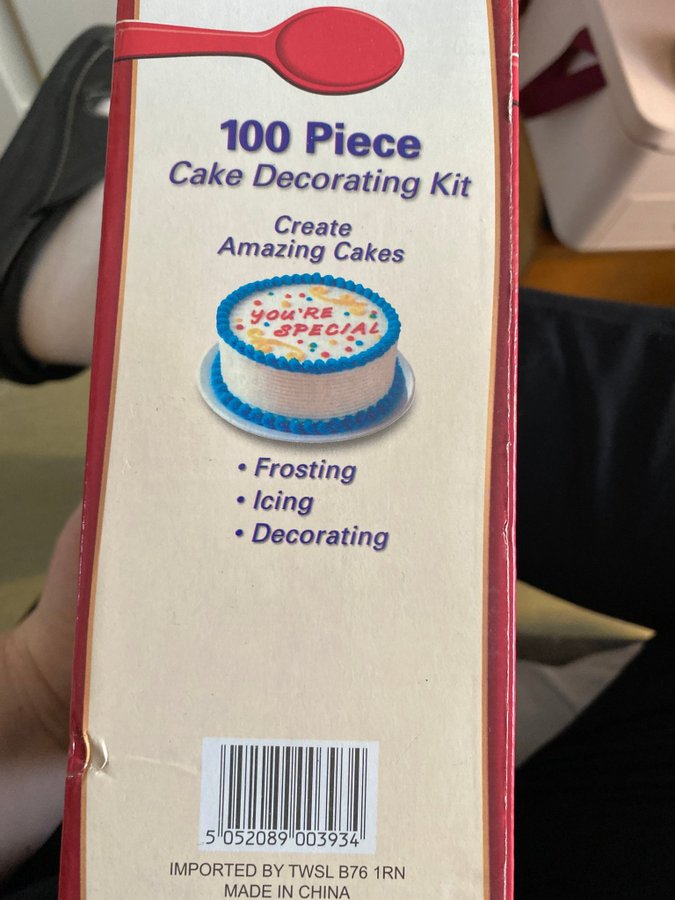 100 Piece
Cake Decorating Kit
Create
Amazing Cakes
YOU'RE
SPECIAL
• Frosting
• Icing
• Decorating
5 052089 003934
IMPORTED BY TWSL B76 1RN
MADE IN CHINA